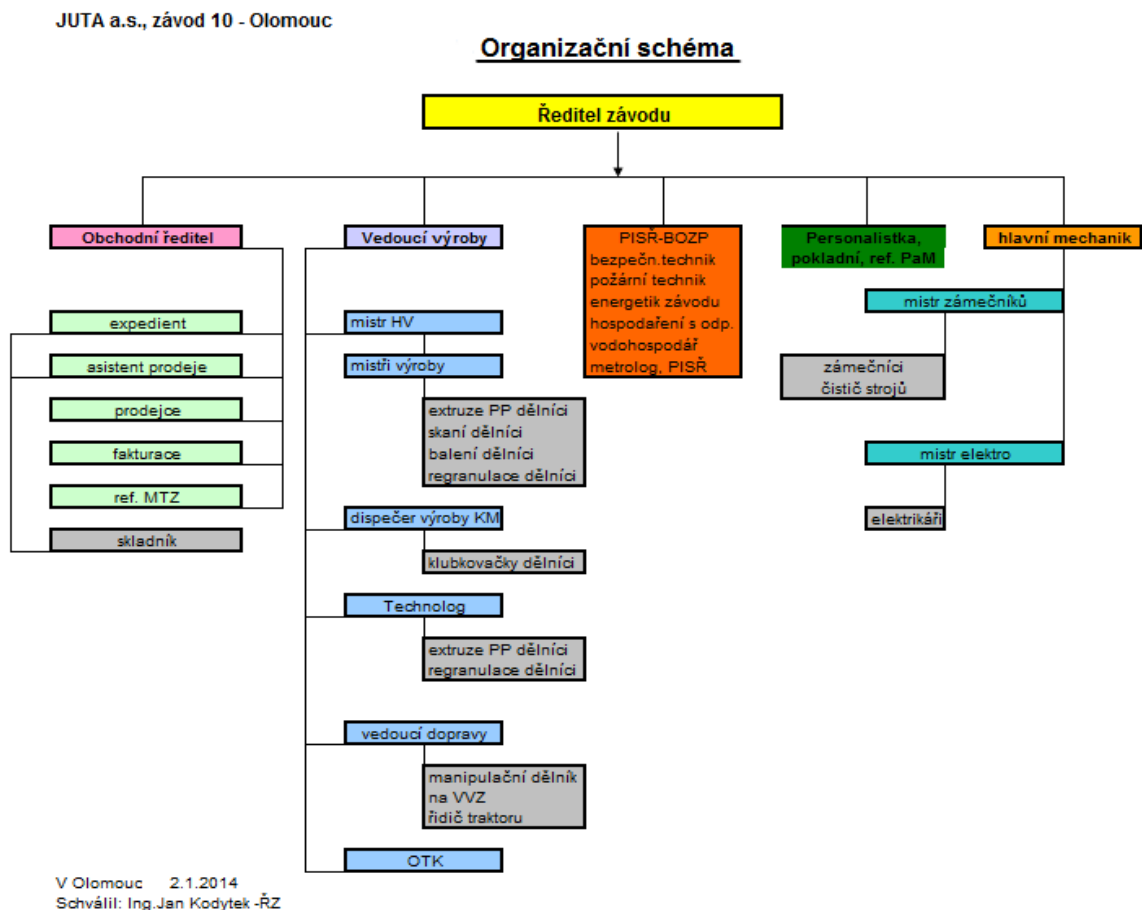 JUTA a.s., závod 10 - Olomouc
Organizační schéma
Ředitel závodu
Obchodní ředitel
expedient
asistent prodeje
prodejce
fakturace
ref. MTZ
skladník
Vedoucí výroby
mistr HV
mistři výroby
extruze PP dělníci
skaní dělníci
balení dělníci
regranulace dělníci
dispečer výroby KM
klubkovačky dělníci
Technolog
extruze PP dělníci
regranulace dělníci
vedoucí dopravy
manipulační dělník
na VVZ
řidič traktoru
OTK
PISŘ-BOZP
bezpečn.technik
požární technik
energetik závodu
hospodaření s odp.
vodohospodář
metrolog, PISŘ
Personalistka,
pokladní, ref. PaM
hlavní mechanik
mistr zámečníků
zámečníci
čistič strojů
mistr elektro
elektrikáři
V Olomouc 2.1.2014
Schválil: Ing.Jan Kodytek -ŘZ